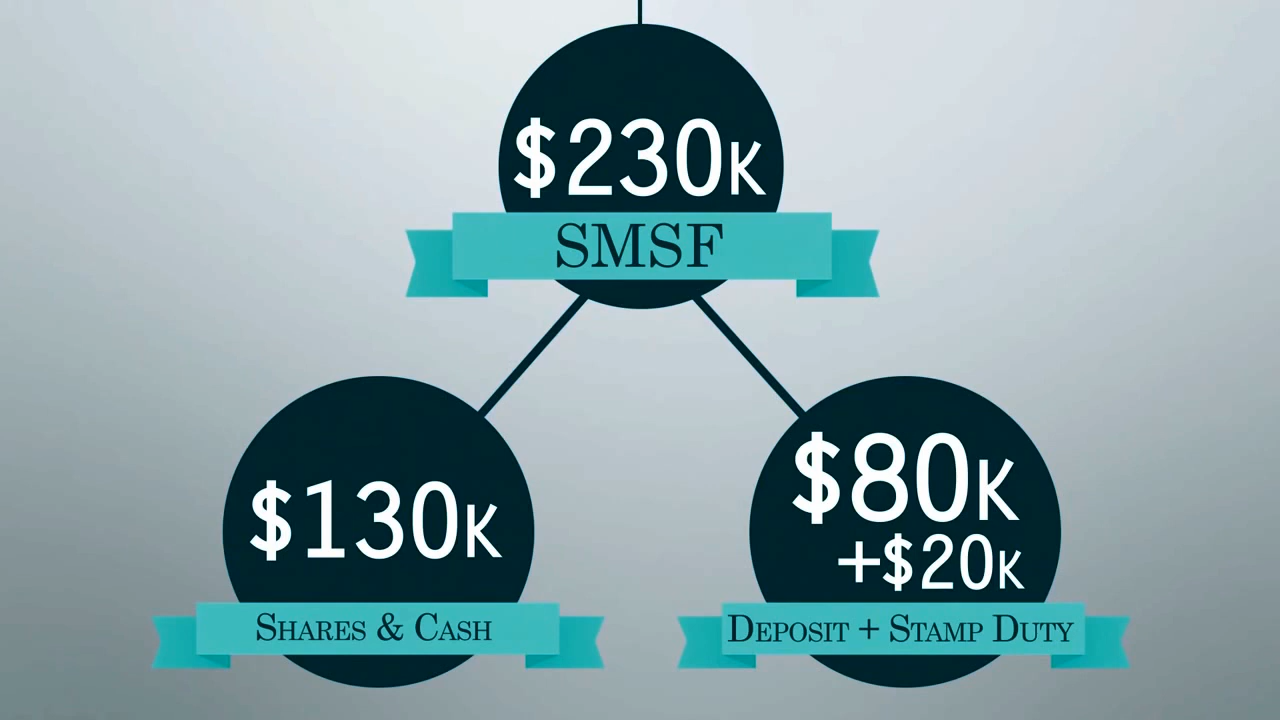 $230K
SMSF
$130K
SHARES & CASH
$80K
+$20K
DEPOSIT + STAMP DUTY